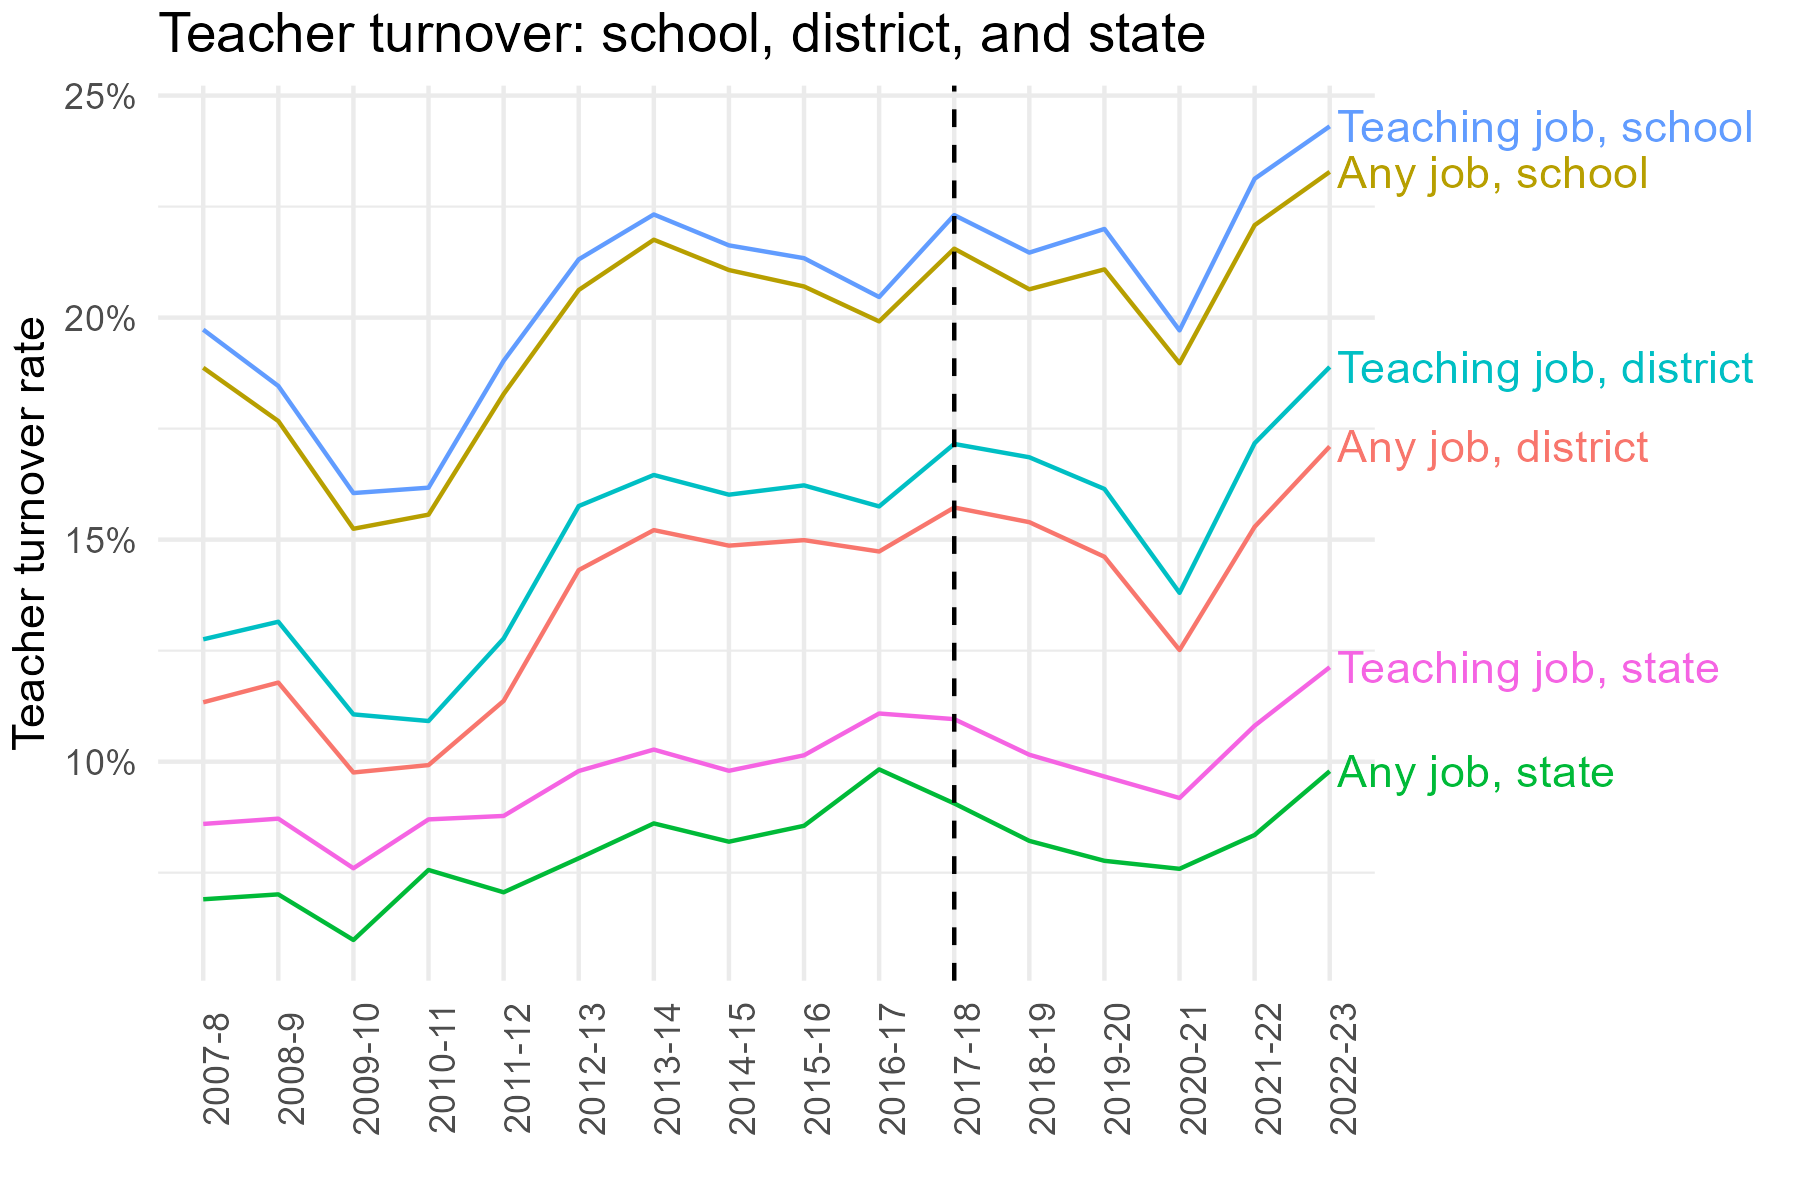 Teacher turnover: school, district, and state
Teacher turnover rate
25%
20%
15%
10%
Teaching job, school
Any job, school
Teaching job, district
Any job, district
Teaching job, state
Any job, state
2007-8
2008-9
2009-10
2010-11
2011-12
2012-13
2013-14
2014-15
2015-16
2016-17
2017-18
2018-19
2019-20
2020-21
2021-22
2022-23